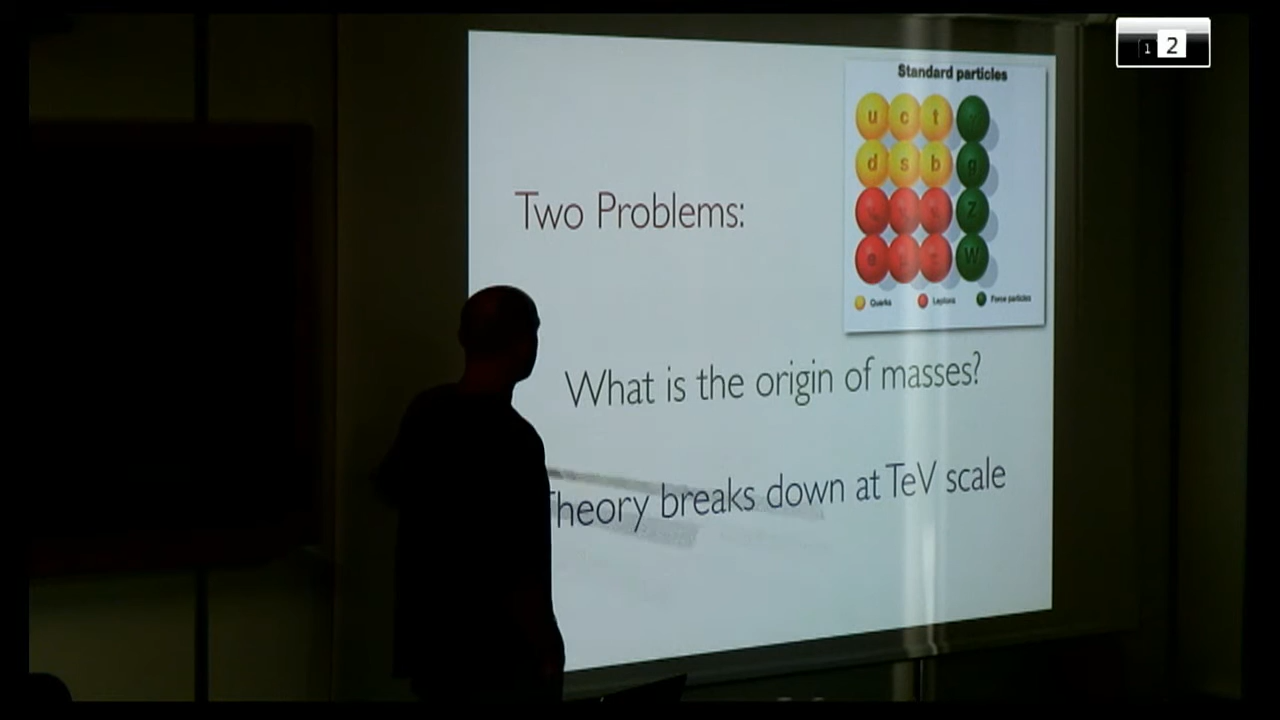 1 2
Standard particles
u c t
d s b g
Z
e W
Quarks Leptons Force particles
Two Problems:
What is the origin of masses?
Theory breaks down at TeV scale